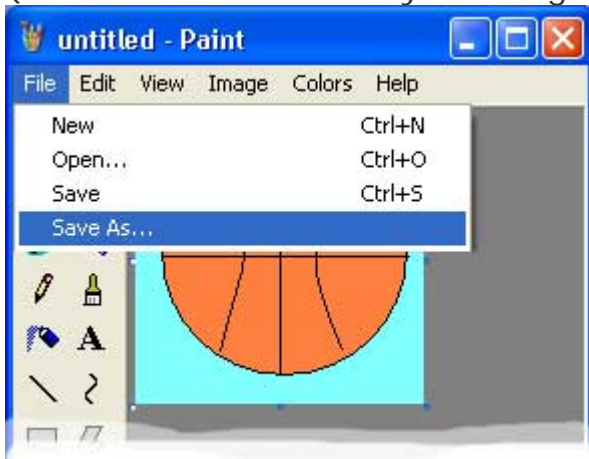 untitled - Paint
File Edit View Image Colors Help
New Ctrl+N
Open... Ctrl+O
Save Ctrl+S
Save As...
A